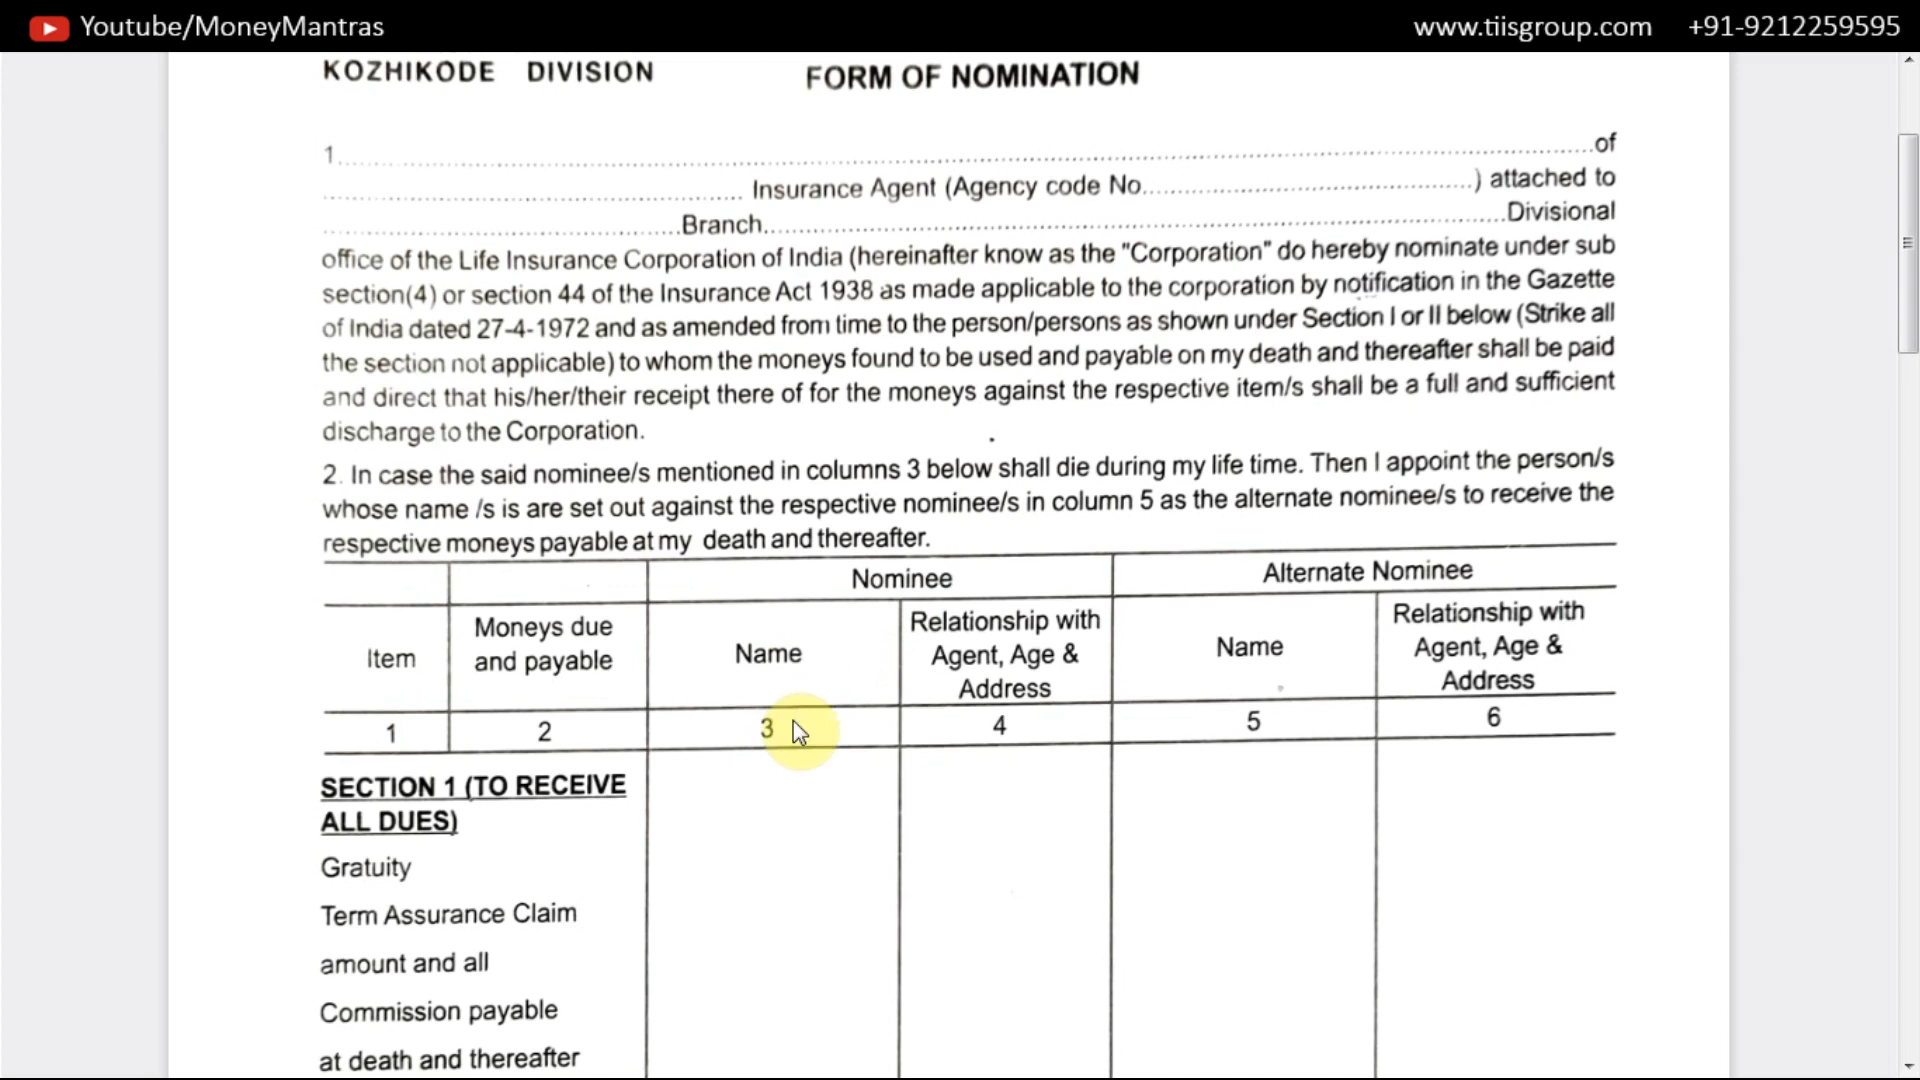 Youtube/MoneyMantras www.tiisgroup.com +91-9212259595
KOZHIKODE DIVISION FORM OF NOMINATION
1.......................................................................................................................of
............................................. Insurance Agent (Agency code No.............................................) attached to
.............................................Branch.........................................................................................Divisional
office of the Life Insurance Corporation of India (hereinafter know as the "Corporation" do hereby nominate under sub
section(4) or section 44 of the Insurance Act 1938 as made applicable to the corporation by notification in the Gazette
of India dated 27-4-1972 and as amended from time to the person/persons as shown under Section I or II below (Strike all
the section not applicable) to whom the moneys found to be used and payable on my death and thereafter shall be paid
and direct that his/her/their receipt there of for the moneys against the respective item/s shall be a full and sufficient
discharge to the Corporation.
2. In case the said nominee/s mentioned in columns 3 below shall die during my life time. Then I appoint the person/s
whose name /s is are set out against the respective nominee/s in column 5 as the alternate nominee/s to receive the
respective moneys payable at my death and thereafter.
Nominee Alternate Nominee
Item Moneys due and payable Name Relationship with Agent, Age & Address Name Relationship with Agent, Age & Address
1 2 3 4 5 6
SECTION 1 (TO RECEIVE
ALL DUES)
Gratuity
Term Assurance Claim
amount and all
Commission payable
at death and thereafter